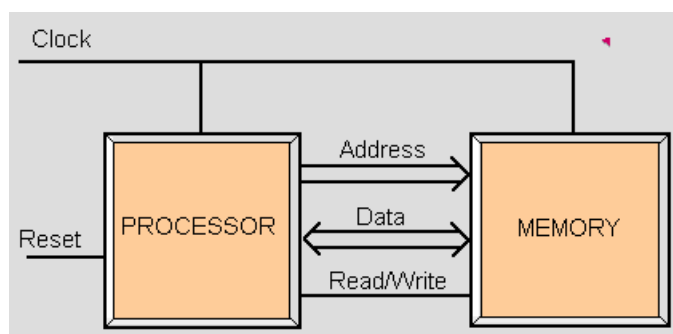 Clock
Address
Data
PROCESSOR
MEMORY
Reset
Read/Write